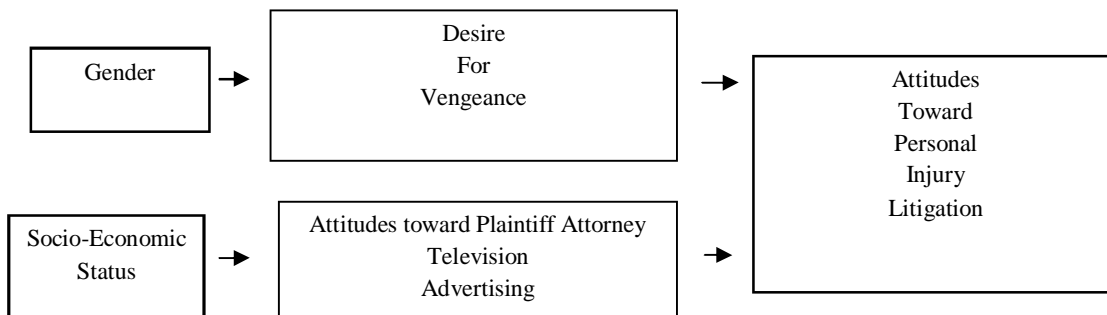 Gender
Desire
For
Vengeance
Attitudes
Toward
Personal
Injury
Litigation
Socio-Economic
Status
Attitudes toward Plaintiff Attorney
Television
Advertising